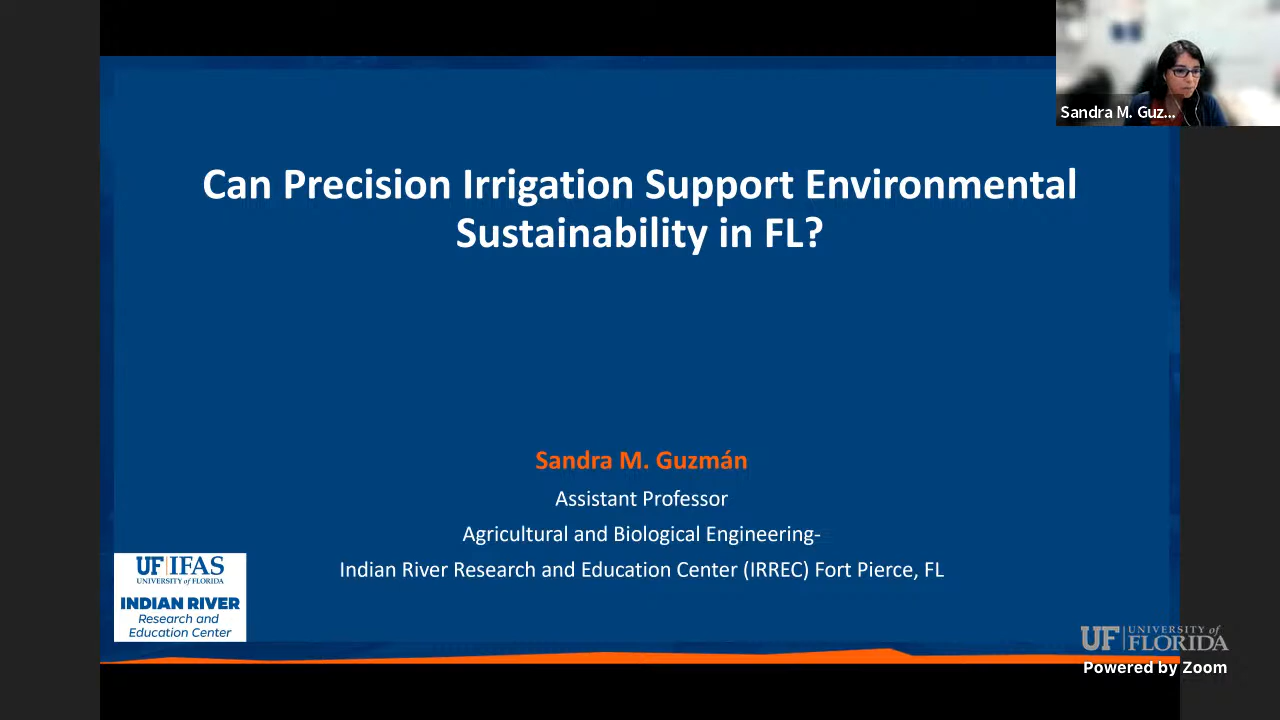 Sandra M. Guz...
Can Precision Irrigation Support Environmental
Sustainability in FL?
Sandra M. Guzmán
Assistant Professor
Agricultural and Biological Engineering-
Indian River Research and Education Center (IRREC) Fort Pierce, FL
UF IFAS
UNIVERSITY of FLORIDA
INDIAN RIVER
Research and
Education Center
UF UNIVERSITY of
FLORIDA
Powered by Zoom